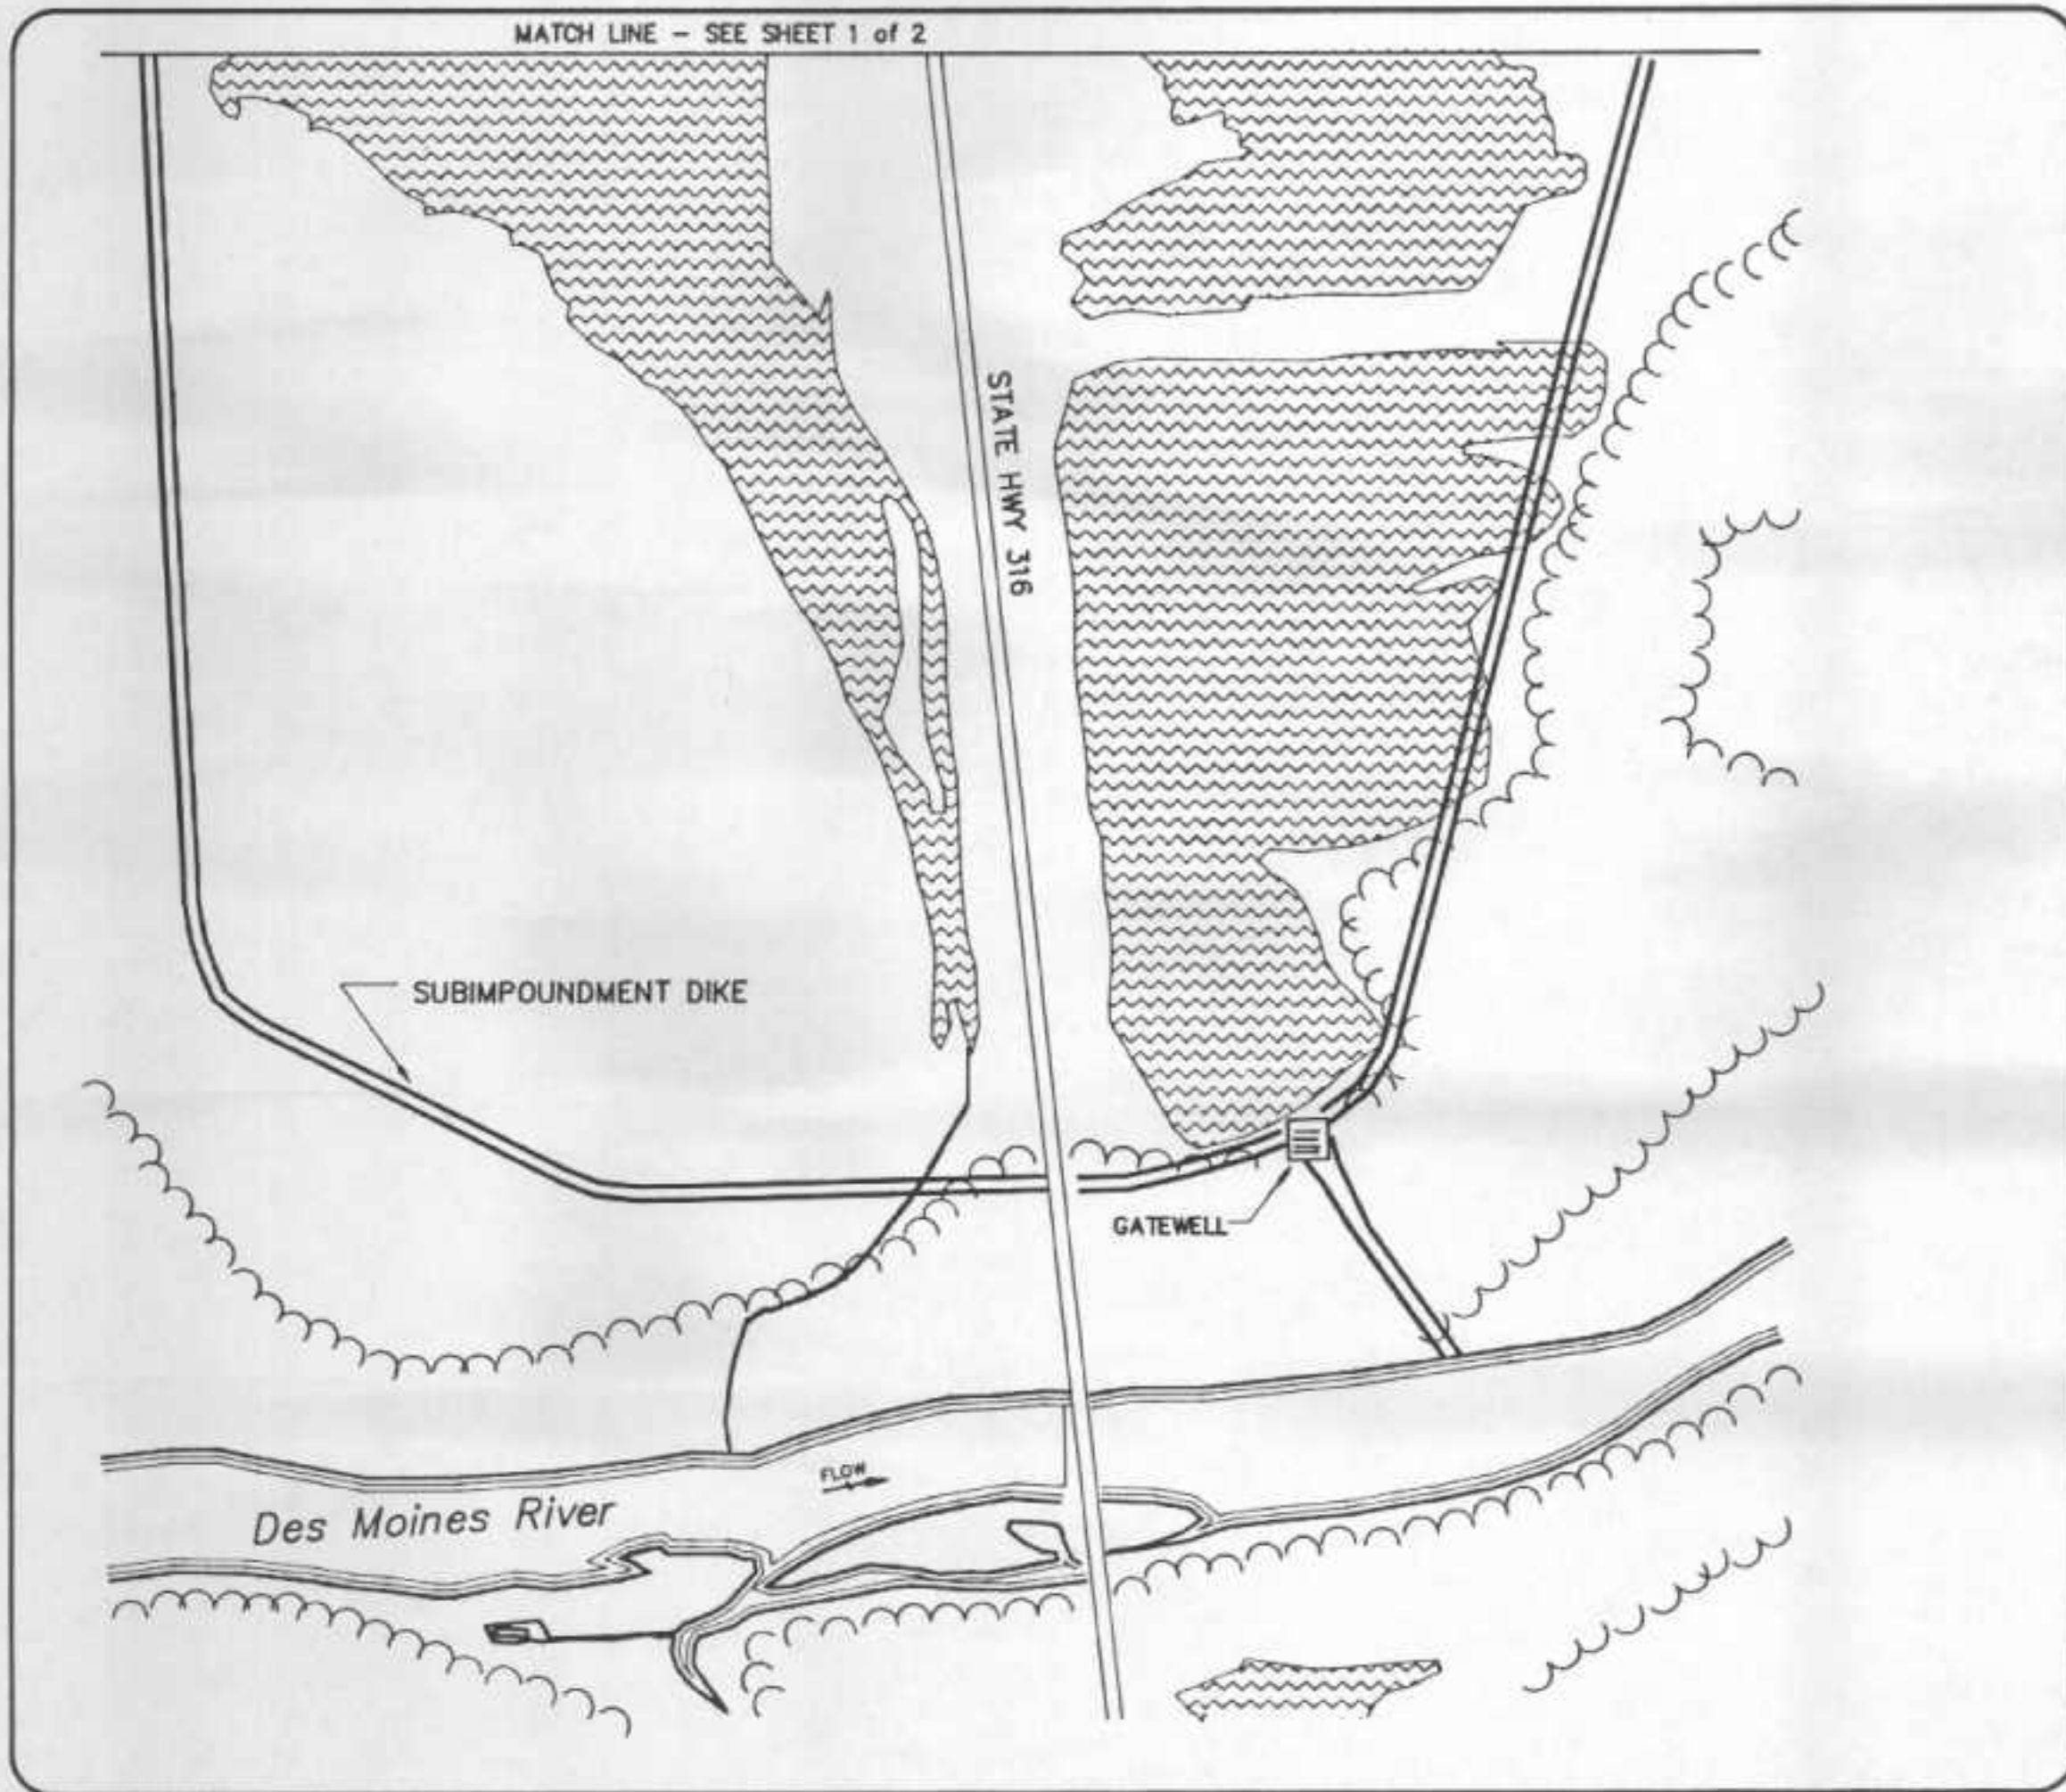 MATCH LINE - SEE SHEET 1 of 2
STATE HWY 316
SUBIMPOUNDMENT DIKE
GATEWELL
FLOW
Des Moines River